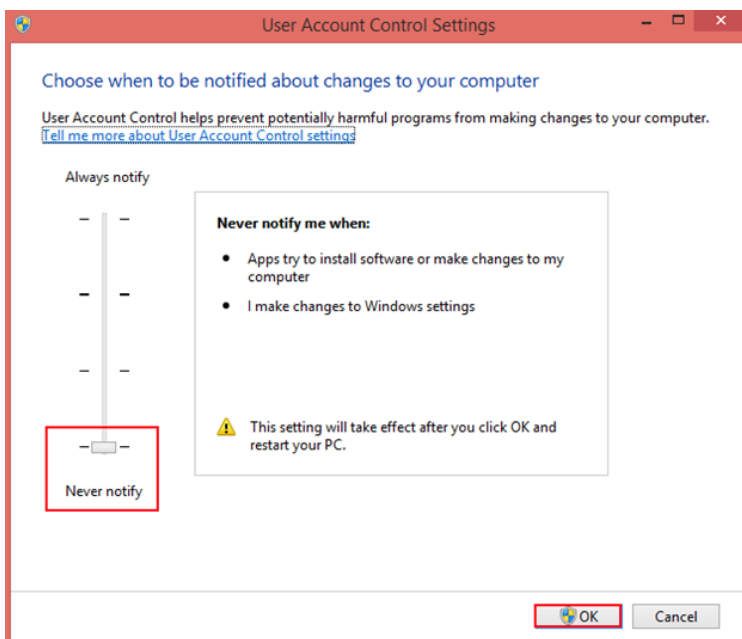 User Account Control Settings
Choose when to be notified about changes to your computer
User Account Control helps prevent potentially harmful programs from making changes to your computer.
Tell me more about User Account Control settings
Always notify
Never notify me when:
• Apps try to install software or make changes to my
computer
• I make changes to Windows settings
This setting will take effect after you click OK and
restart your PC.
Never notify
OK Cancel